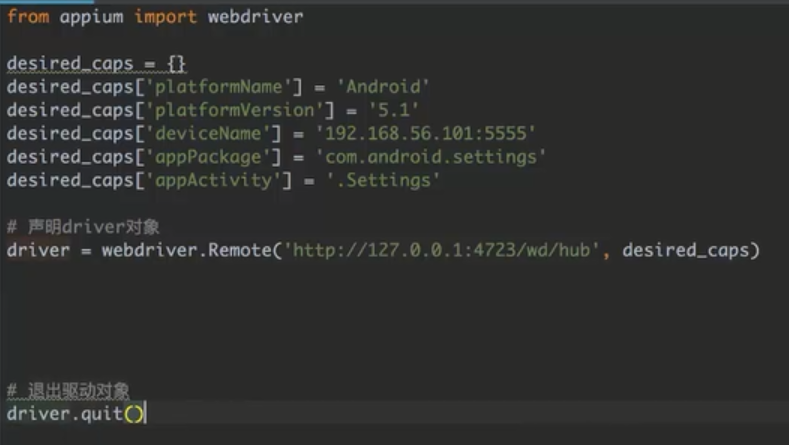 from appium import webdriver
desired_caps = {}
desired_caps['platformName'] = 'Android'
desired_caps['platformVersion'] = '5.1'
desired_caps['deviceName'] = '192.168.56.101:5555'
desired_caps['appPackage'] = 'com.android.settings'
desired_caps['appActivity'] = '.Settings'
# 声明driver对象
driver = webdriver.Remote('http://127.0.0.1:4723/wd/hub', desired_caps)
# 退出驱动对象
driver.quit()